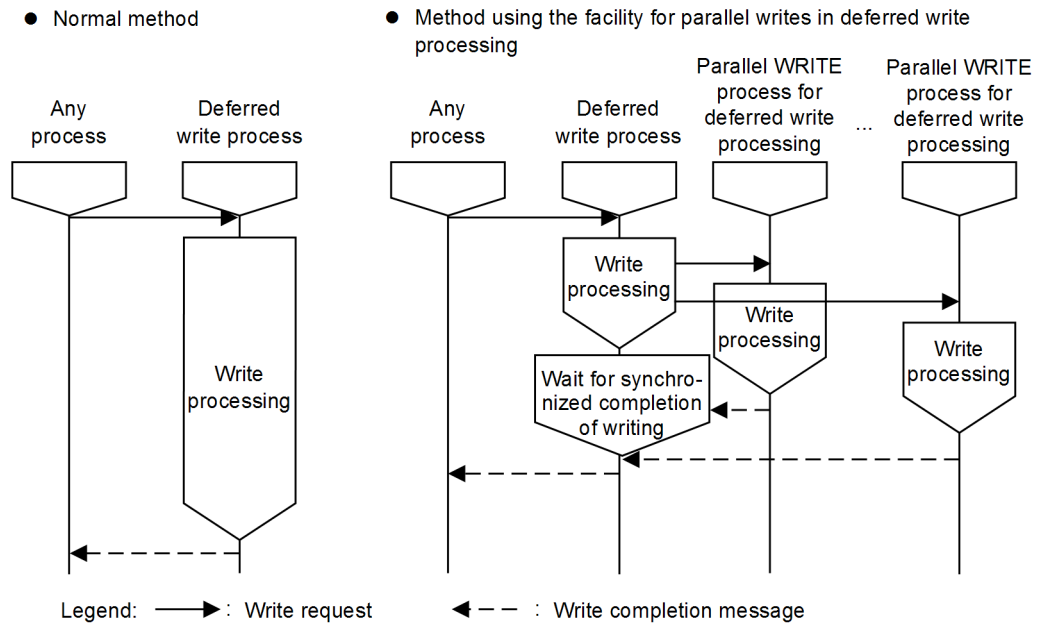 ● Normal method
● Method using the facility for parallel writes in deferred write
processing
Any
process
Deferred
write process
Any
process
Deferred
write process
Parallel WRITE
process for
deferred write
processing
...
Parallel WRITE
process for
deferred write
processing
Write
processing
Write
processing
Write
processing
Write
processing
Wait for synchro-
nized completion
of writing
Legend: : Write request
: Write completion message